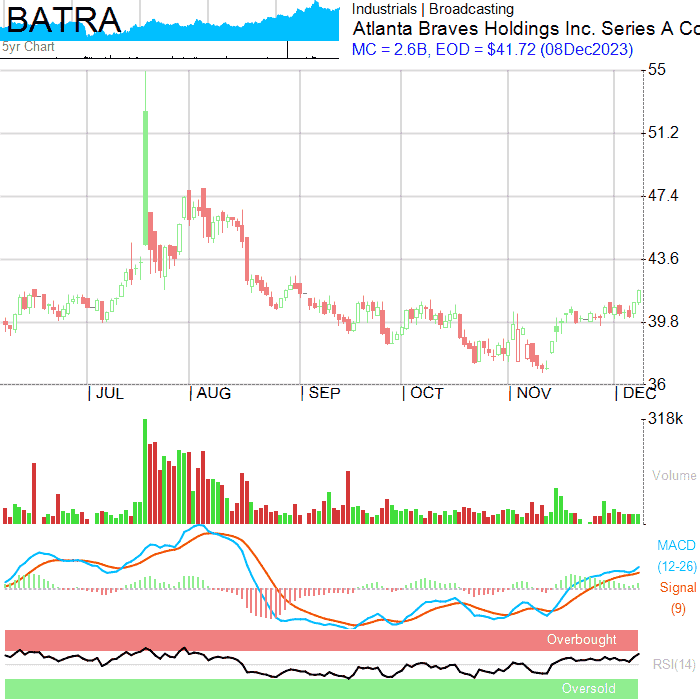 BATRA
5yr Chart
Industrials | Broadcasting
Atlanta Braves Holdings Inc. Series A Co
MC = 2.6B, EOD = $41.72 (08Dec2023)
55
51.2
47.4
43.6
39.8
36
JUL
AUG
SEP
OCT
NOV
DEC
318k
Volume
MACD
(12-26)
Signal
(9)
Overbought
RSI(14)
Oversold